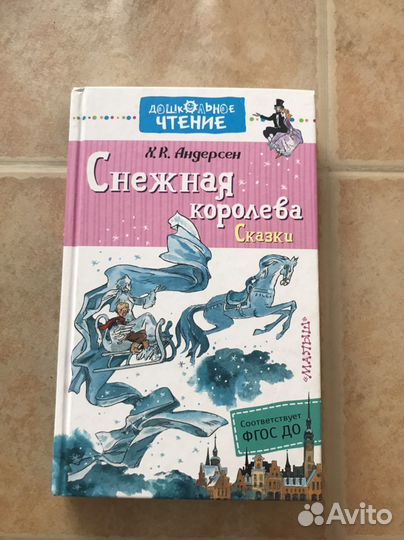 ДОШКОЛЬНОЕ
ЧТЕНИЕ
Х.К. Андерсен
Снежная
королева
Сказки
«МАЛЫШ»
Соответствует
ФГОС ДО
Avito